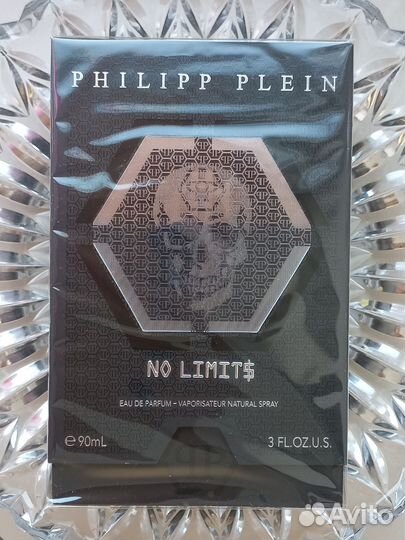 PHILIPP PLEIN
NO LIMIT$
EAU DE PARFUM – VAPORISATEUR NATURAL SPRAY
e 90mL 3 FL.OZ.U.S.
Avito